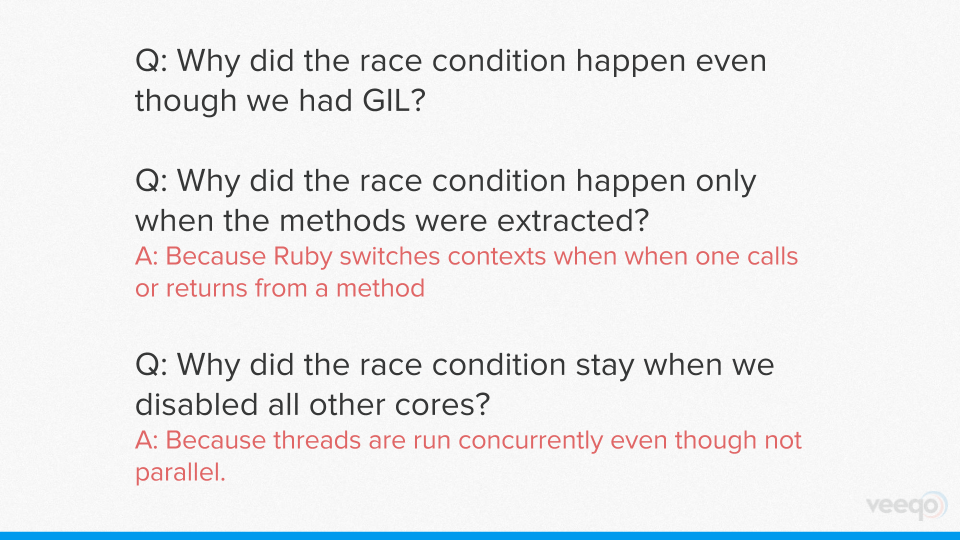 Q: Why did the race condition happen even
though we had GIL?
Q: Why did the race condition happen only
when the methods were extracted?
A: Because Ruby switches contexts when when one calls
or returns from a method
Q: Why did the race condition stay when we
disabled all other cores?
A: Because threads are run concurrently even though not
parallel.
veeqo